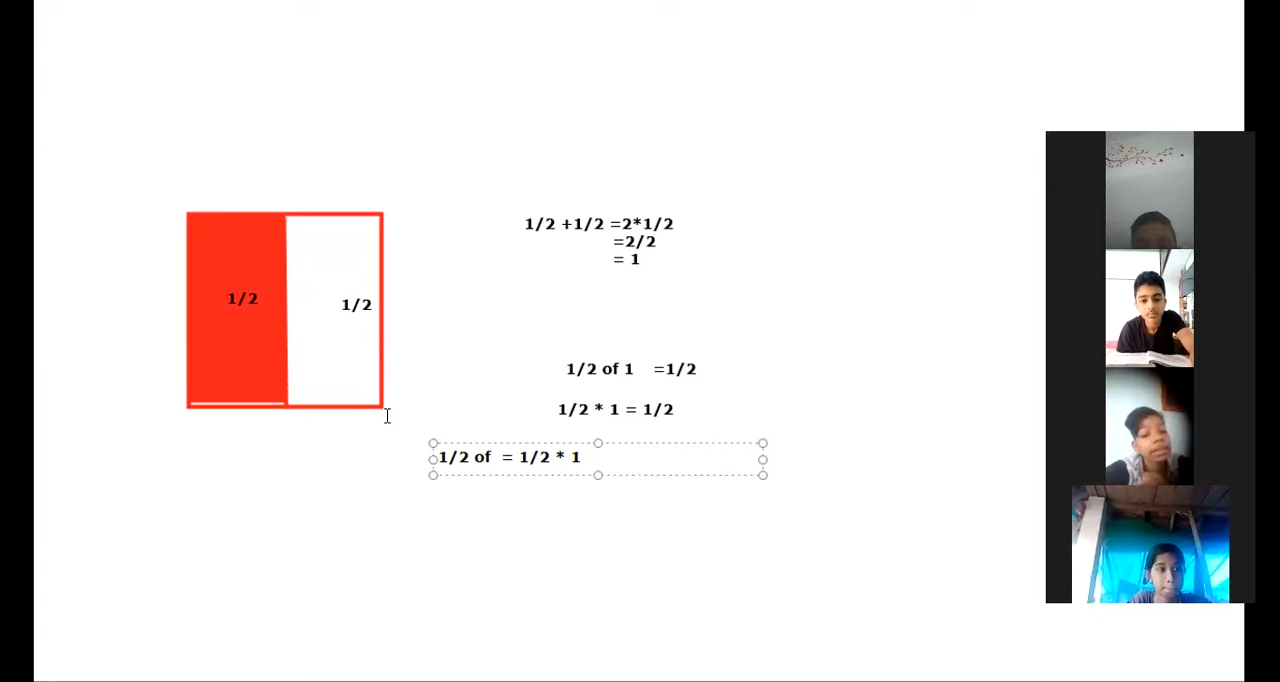 1/2 +1/2 =2*1/2
=2/2
= 1
1/2
1/2
1/2 of 1 =1/2
1/2 * 1 = 1/2
1/2 of = 1/2 * 1